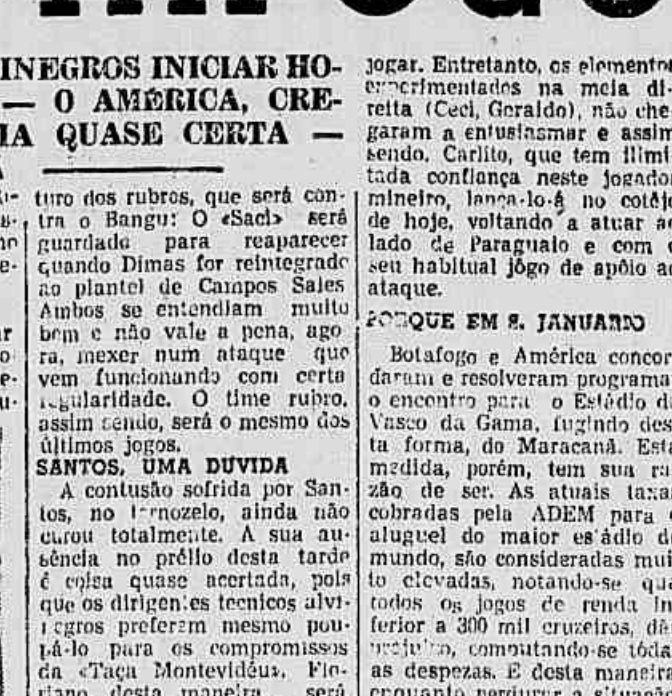 INEGROS INICIAR HO-
— O AMÉRICA, CRE-
IA QUASE CERTA —
turo dos rubros, que será con-
tra o Bangu: O «Saci» será
guardado para reaparecer
quando Dimas for reintegrado
ao plantel de Campos Sales
Ambos se entendiam muito
bem e não vale a pena, ago
ra, mexer num ataque que
vem funcionando com certa
regularidade. O time rubro,
assim sendo, será o mesmo dos
últimos jogos.
SANTOS, UMA DUVIDA
A contusão sofrida por San-
tos, no tornozelo, ainda não
curou totalmente. A sua au-
sência no prélio desta tarde
é coisa quase acertada, pois
que os dirigentes tecnicos alvi-
negros preferem mesmo pou-
pá-lo para os compromissos
da «Taça Montevidéu». Flo-
riano desta maneira será
jogar. Entretanto, os elementos
experimentados na meia di-
reita (Ceci, Geraldo), não che
garam a entusiasmar e assim
sendo, Carlito, que tem ilimi
tada confiança neste jogador
mineiro, lança-lo-á no cotêjo
de hoje, voltando a atuar ao
lado de Paraguaio e com o
seu habitual jôgo de apôio ao
ataque.
PORQUE EM S. JANUARIO
Botafogo e América concor
daram e resolveram programa
o encontro para o Estádio de
Vasco da Gama, fugindo des
ta forma, do Maracanã. Esta
medida, porém, tem sua ra
zão de ser. As atuais taxas
cobradas pela ADEM para o
aluguel do maior estádio do
mundo, são consideradas mui
to elevadas, notando-se que
todos os jogos de renda in
ferior a 300 mil cruzeiros, dão
prejuizo, computando-se tôdas
as despezas. E desta maneira
enquanto